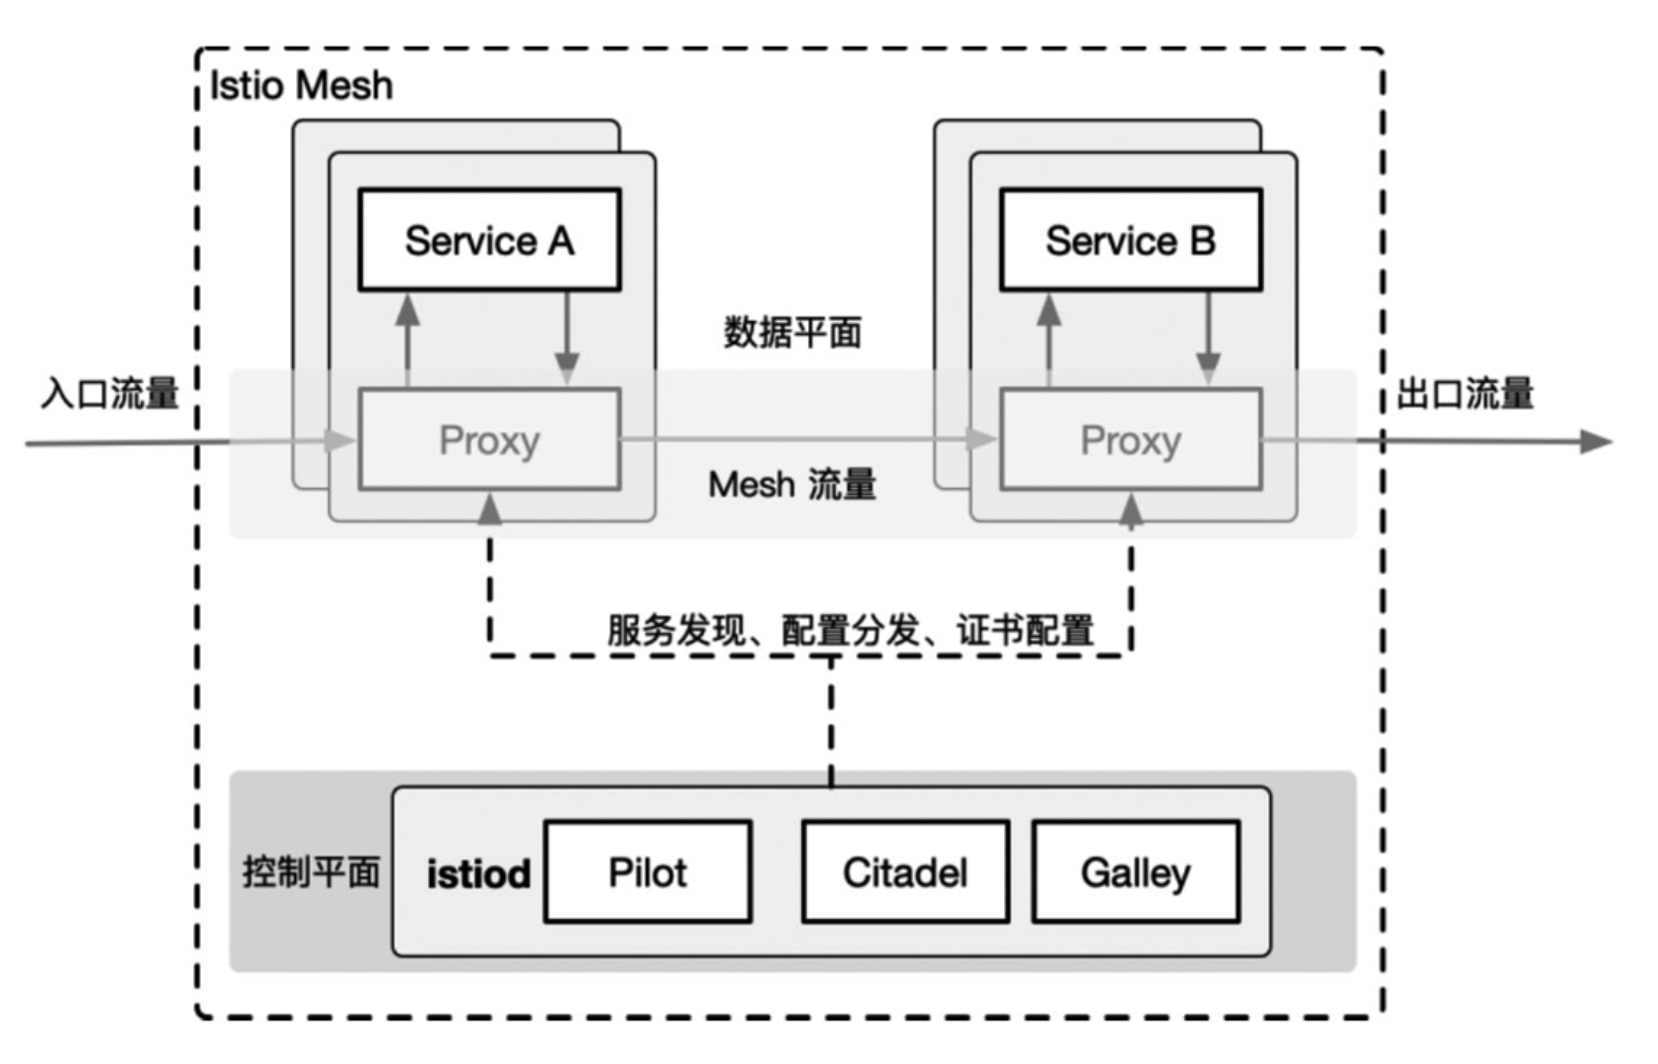 Istio Mesh
Service A
Service B
数据平面
入口流量
出口流量
Proxy
Proxy
Mesh 流量
服务发现、配置分发、证书配置
控制平面
istiod
Pilot
Citadel
Galley